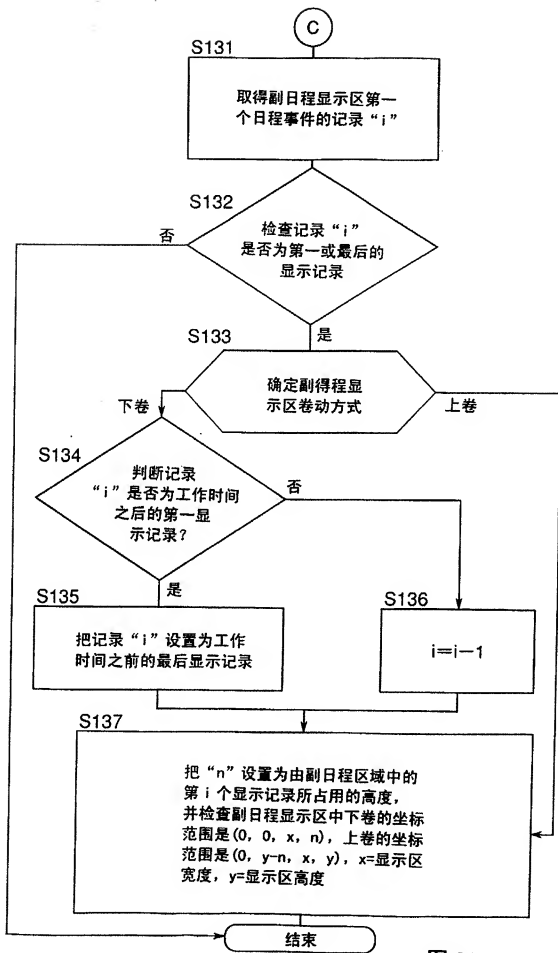 C
S131
取得副日程显示区第一
个日程事件的记录“i”
S132
检查记录“i”
是否为第一或最后的
显示记录
否
是
S133
确定副得程显
示区卷动方式
下卷
上卷
S134
判断记录
“i”是否为工作时间
之后的第一显
示记录?
否
是
S135
把记录“i”设置为工作
时间之前的最后显示记录
S136
i=i-1
S137
把“n”设置为由副日程区域中的
第 i 个显示记录所占用的高度,
并检查副日程显示区中下卷的坐标
范围是(0, 0, x, n), 上卷的坐标
范围是(0, y-n, x, y), x=显示区
宽度, y=显示区高度
结束